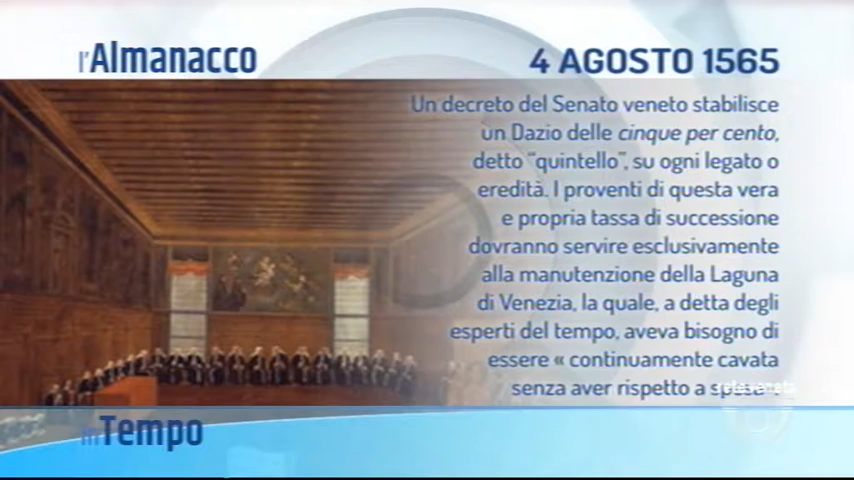 l'Almanacco
4 AGOSTO 1565
Un decreto del Senato veneto stabilisce
un Dazio delle cinque per cento,
detto "quintello", su ogni legato o
eredità. I proventi di questa vera
e propria tassa di successione
dovranno servire esclusivamente
alla manutenzione della Laguna
di Venezia, la quale, a detta degli
esperti del tempo, aveva bisogno di
essere « continuamente cavata
senza aver rispetto a
inTempo